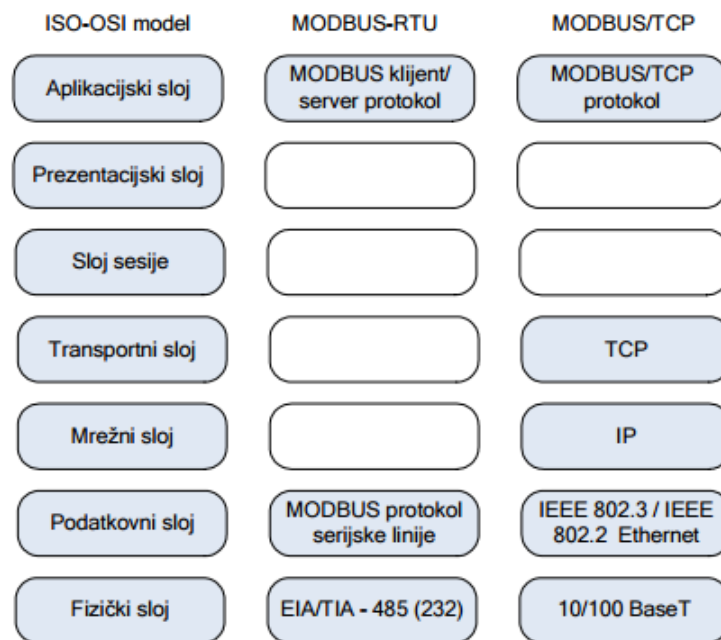 ISO-OSI model MODBUS-RTU MODBUS/TCP
Aplikacijski sloj
MODBUS klijent/
server protokol
MODBUS/TCP
protokol
Prezentacijski sloj
Sloj sesije
Transportni sloj
TCP
Mrežni sloj
IP
Podatkovni sloj
MODBUS protokol
serijske linije
IEEE 802.3 / IEEE
802.2 Ethernet
Fizički sloj
EIA/TIA - 485 (232)
10/100 BaseT